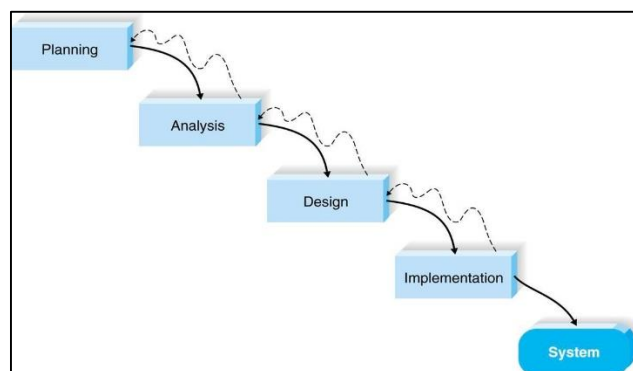 Planning
Analysis
Design
Implementation
System